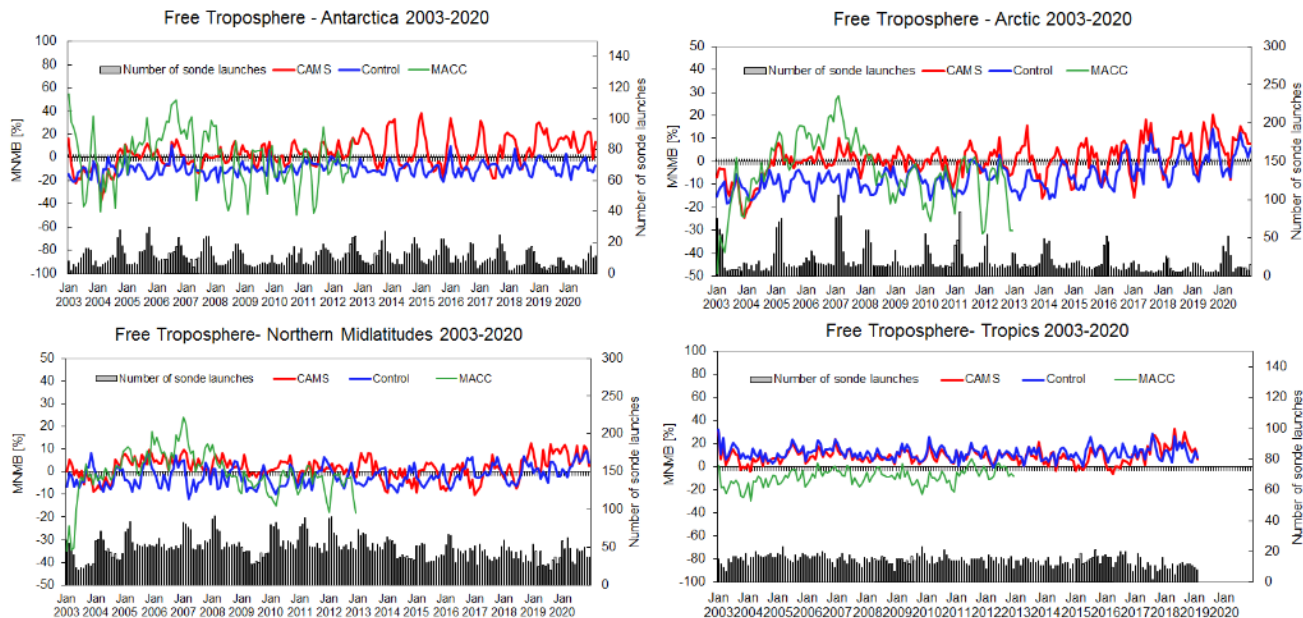 Free Troposphere - Antarctica 2003-2020
100
80
60
40
20
0
-20
-40
-60
-80
-100
MNMB [%]
Number of sonde launches
CAMS
Control
MACC
150
120
100
80
60
40
20
0
Number of sonde launches
Jan Jan Jan Jan Jan Jan Jan Jan Jan Jan Jan Jan Jan Jan Jan Jan Jan Jan
2003 2004 2005 2006 2007 2008 2009 2010 2011 2012 2013 2014 2015 2016 2017 2018 2019 2020
Free Troposphere - Arctic 2003-2020
50
40
30
20
10
0
-10
-20
-30
-40
-50
MNMB [%]
Number of sonde launches
CAMS
Control
MACC
300
250
200
150
100
50
0
Number of sonde launches
Jan Jan Jan Jan Jan Jan Jan Jan Jan Jan Jan Jan Jan Jan Jan Jan Jan Jan
2003 2004 2005 2006 2007 2008 2009 2010 2011 2012 2013 2014 2015 2016 2017 2018 2019 2020
Free Troposphere- Northern Midlatitudes 2003-2020
50
40
30
20
10
0
-10
-20
-30
-40
-50
MNMB [%]
Number of sonde launches
CAMS
Control
MACC
300
250
200
150
100
50
0
Number of sonde launches
Jan Jan Jan Jan Jan Jan Jan Jan Jan Jan Jan Jan Jan Jan Jan Jan Jan Jan
2003 2004 2005 2006 2007 2008 2009 2010 2011 2012 2013 2014 2015 2016 2017 2018 2019 2020
Free Troposphere- Tropics 2003-2020
100
80
60
40
20
0
-20
-40
-60
-80
-100
MNMB [%]
Number of sonde launches
CAMS
Control
MACC
140
120
100
80
60
40
20
0
Number of sonde launches
Jan Jan Jan Jan Jan Jan Jan Jan Jan Jan Jan Jan Jan Jan Jan Jan Jan Jan
2003 2004 2005 2006 2007 2008 2009 2010 2011 2012 2013 2014 2015 2016 2017 2018 2019 2020